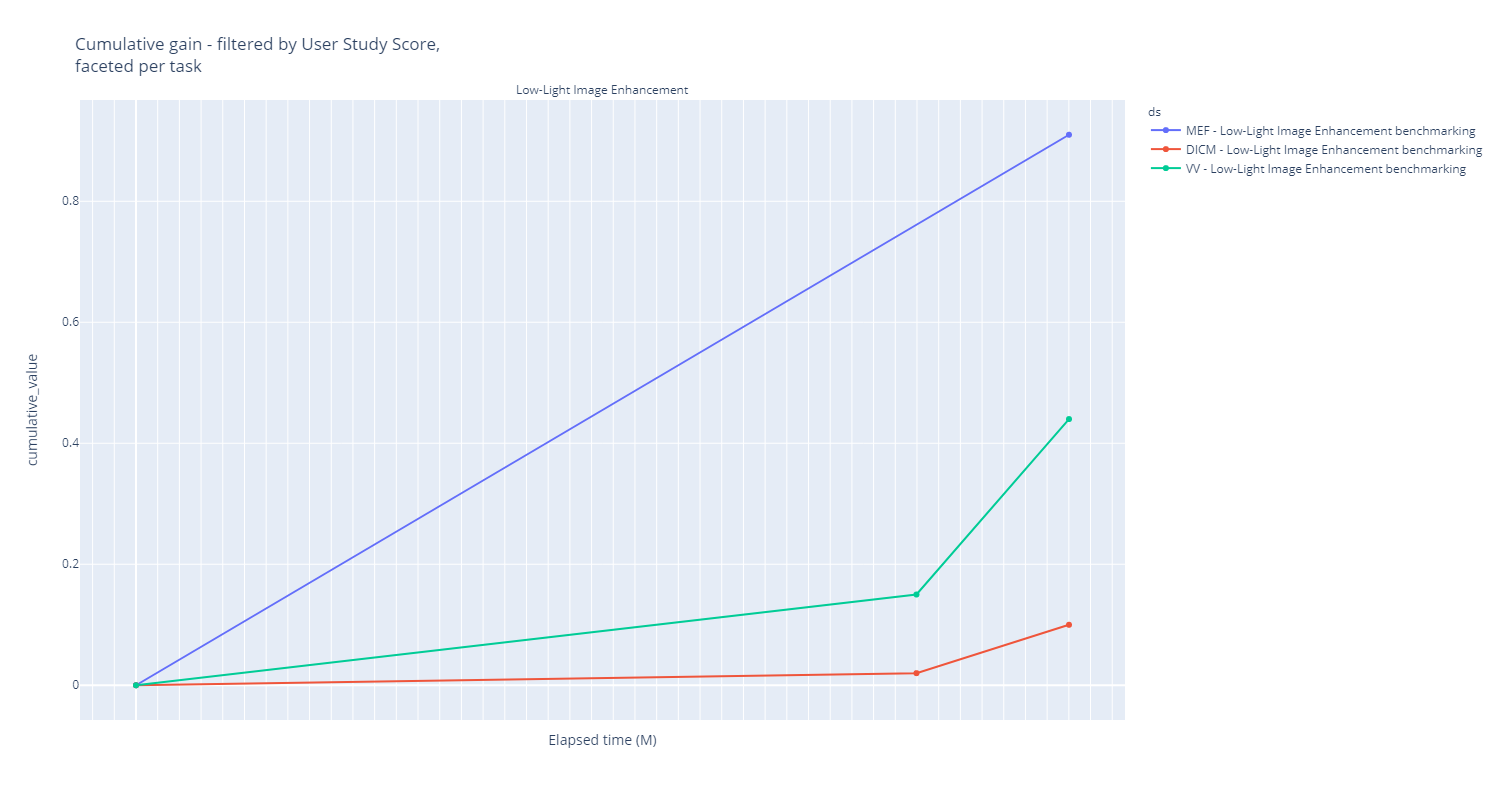 Cumulative gain - filtered by User Study Score,
faceted per task
Low-Light Image Enhancement
ds
MEF - Low-Light Image Enhancement benchmarking
DICM - Low-Light Image Enhancement benchmarking
VV - Low-Light Image Enhancement benchmarking
0.8
0.6
0.4
0.2
0
cumulative_value
Elapsed time (M)